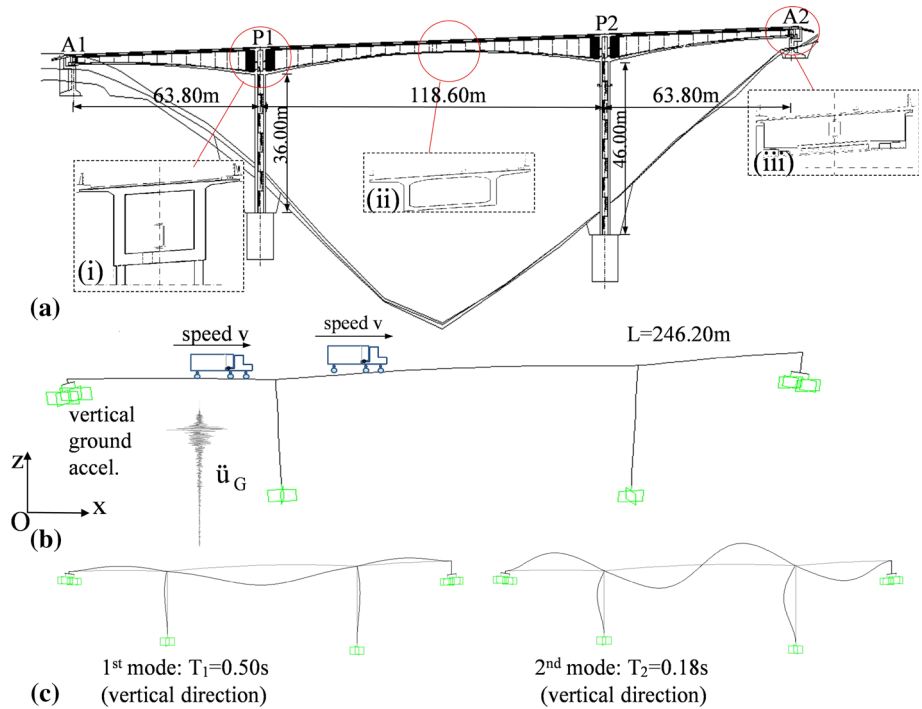 A1
P1
P2
A2
63.80m
118.60m
63.80m
36.00m
46.00m
(i)
(ii)
(iii)
(a)
speed v
speed v
L=246.20m
vertical
ground
accel.
ü_G
z
O
x
(b)
1st mode: T1=0.50s
(vertical direction)
2nd mode: T2=0.18s
(vertical direction)
(c)